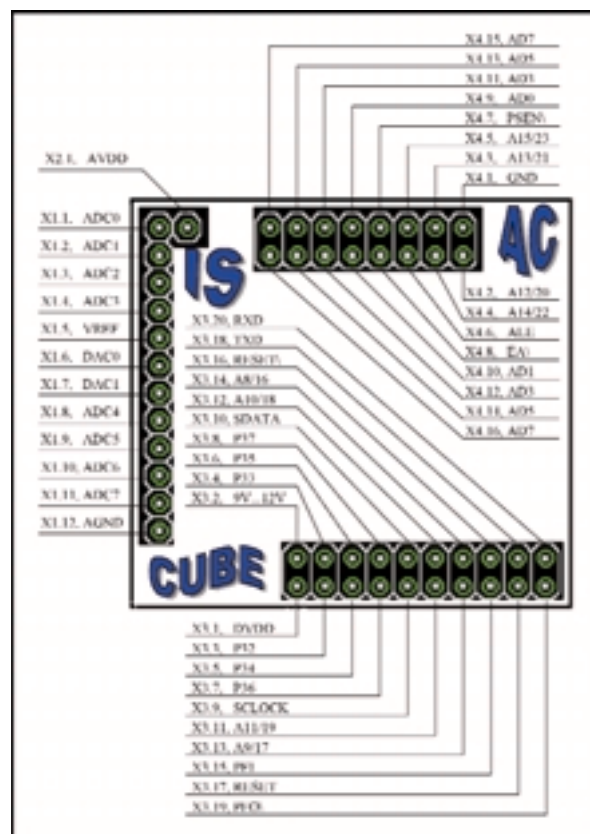 X4.15, AD7
X4.13, AD5
X4.11, AD3
X4.9, AD0
X4.7, PSEN\
X4.5, A15/23
X4.3, A13/21
X4.1, GND
X2.1, AVDD
X1.1, ADC0
X1.2, ADC1
X1.3, ADC2
X1.4, ADC3
X1.5, VREF
X1.6, DAC0
X1.7, DAC1
X1.8, ADC4
X1.9, ADC5
X1.10, ADC6
X1.11, ADC7
X1.12, AGND
IS
AC
X4.2, A12/20
X4.4, A14/22
X4.6, ALE
X4.8, EA\
X4.10, AD1
X4.12, AD3
AD5
X4.16, AD7
X3.20, RXD
X3.18, TXD
X3.16, RESET\
X3.14, A8/16
X3.12, A10/18
X3.10, SDATA
X3.8, P37
X3.6, P35
X3.4, P33
X3.2, 9V..12V
CUBE
X3.1, DVDD
X3.3, P32
X3.5, P34
X3.7, P36
X3.9, SCLOCK
X3.11, A11/19
X3.13, A9/17
X3.15,
X3.17, RESET
X3.19,